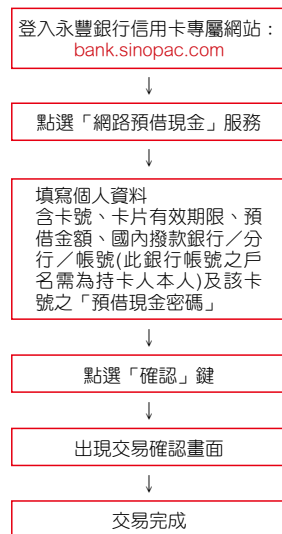 登入永豐銀行信用卡專屬網站：
bank.sinopac.com
↓
點選「網路預借現金」服務
↓
填寫個人資料
含卡號、卡片有效期限、預
借金額、國內撥款銀行／分
行／帳號(此銀行帳號之戶
名需為持卡人本人)及該卡
號之「預借現金密碼」
↓
點選「確認」鍵
↓
出現交易確認畫面
↓
交易完成